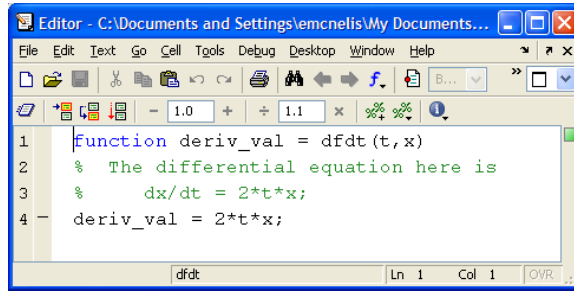 Editor - C:\Documents and Settings\emcnelis\My Documents...
File Edit Text Go Cell Tools Debug Desktop Window Help
B...
1.0 + ÷ 1.1 ×
1 function deriv_val = dfdt(t,x)
2 % The differential equation here is
3 % dx/dt = 2*t*x;
4 - deriv_val = 2*t*x;
dfdt Ln 1 Col 1 OVR